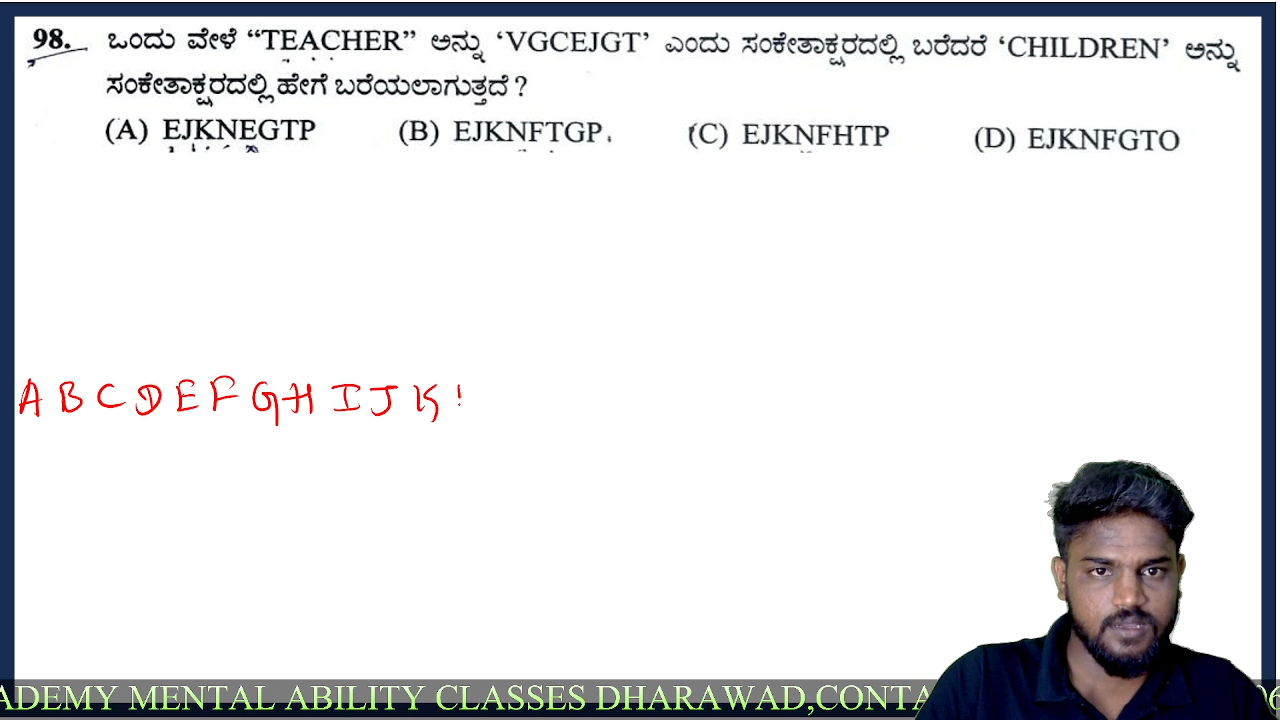 98. ಒಂದು ವೇಳೆ “TEACHER” ಅನ್ನು ‘VGCEJGT’ ಎಂದು ಸಂಕೇತಾಕ್ಷರದಲ್ಲಿ ಬರೆದರೆ ‘CHILDREN’ ಅನ್ನು
ಸಂಕೇತಾಕ್ಷರದಲ್ಲಿ ಹೇಗೆ ಬರೆಯಲಾಗುತ್ತದೆ ?
(A) EJKNEGTP (B) EJKNFTGP. (C) EJKNFHTP (D) EJKNFGTO
A B C D E F G H I J K
ADEMY MENTAL ABILITY CLASSES DHARAWAD,CONTA